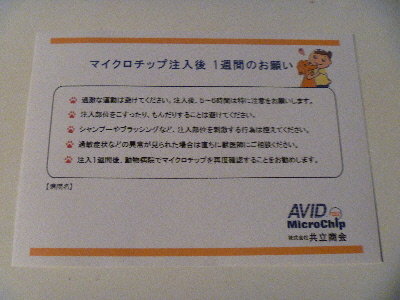 マイクロチップ注入後 1週間のお願い
過激な運動は避けてください。注入後、5～6時間は特に注意をお願いします。
注入部位をこすったり、もんだりすることは避けてください。
シャンプーやブラッシングなど、注入部位を刺激する行為は控えてください。
過敏症状などの異常が見られた場合は直ちに獣医師にご相談ください。
注入1週間後、動物病院でマイクロチップを再度確認することをお勧めします。
【病院名】
AVID
MicroChip
株式会社 共立商会